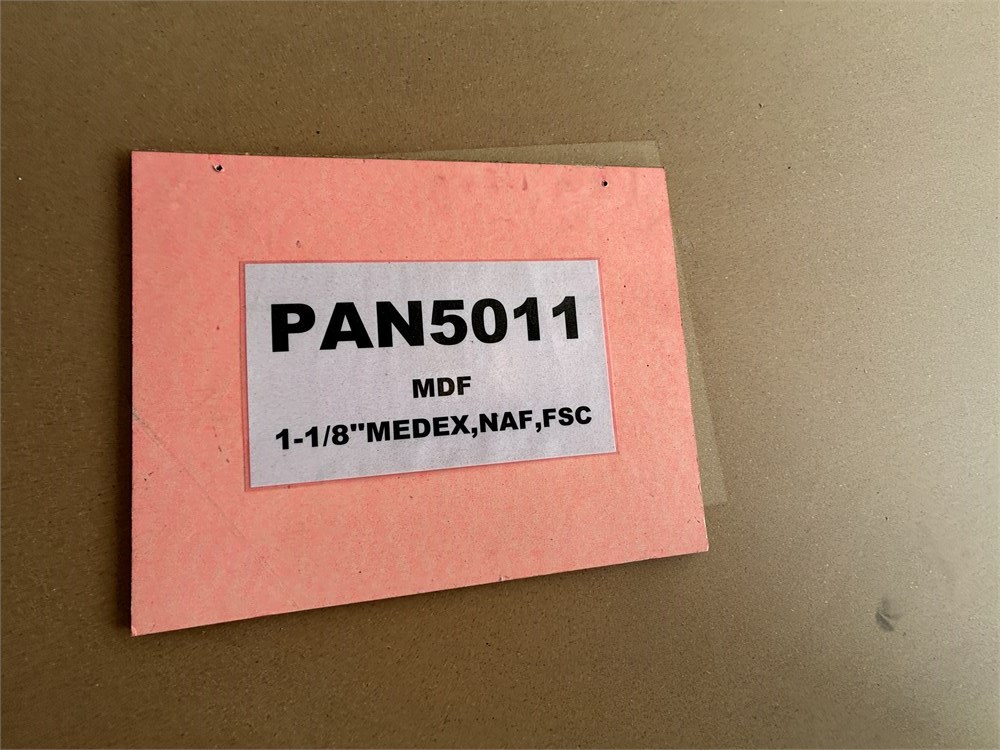 PAN5011
MDF
1-1/8"MEDEX,NAF,FSC